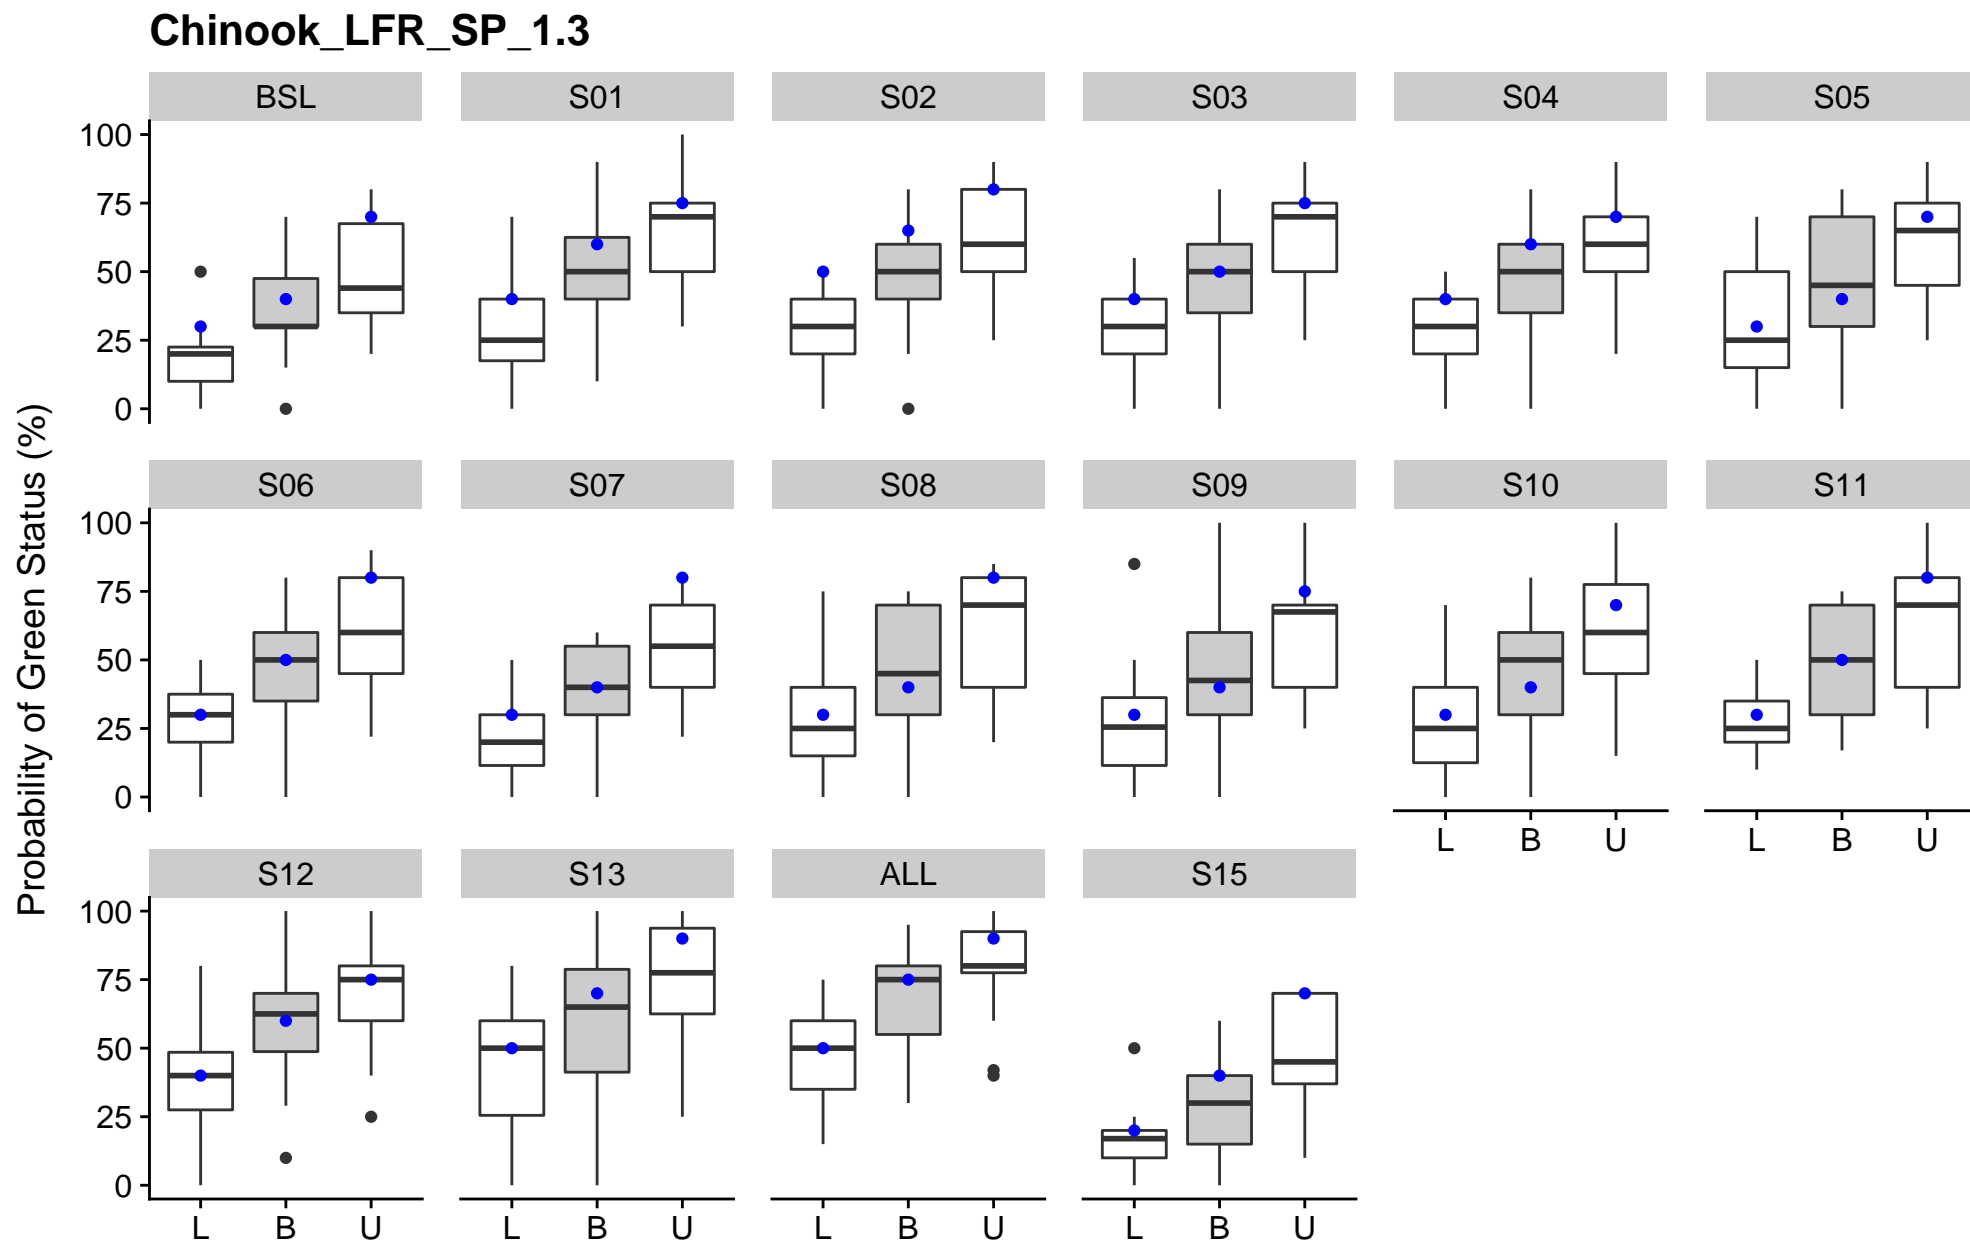 Chinook_LFR_SP_1.3
BSL S01 S02 S03 S04 S05
100
75
50
25
0
Probability of Green Status (%)
S06 S07 S08 S09 S10 S11
100
75
50
25
0
L B U L B U
S12 S13 ALL S15
100
75
50
25
0
L B U L B U L B U L B U